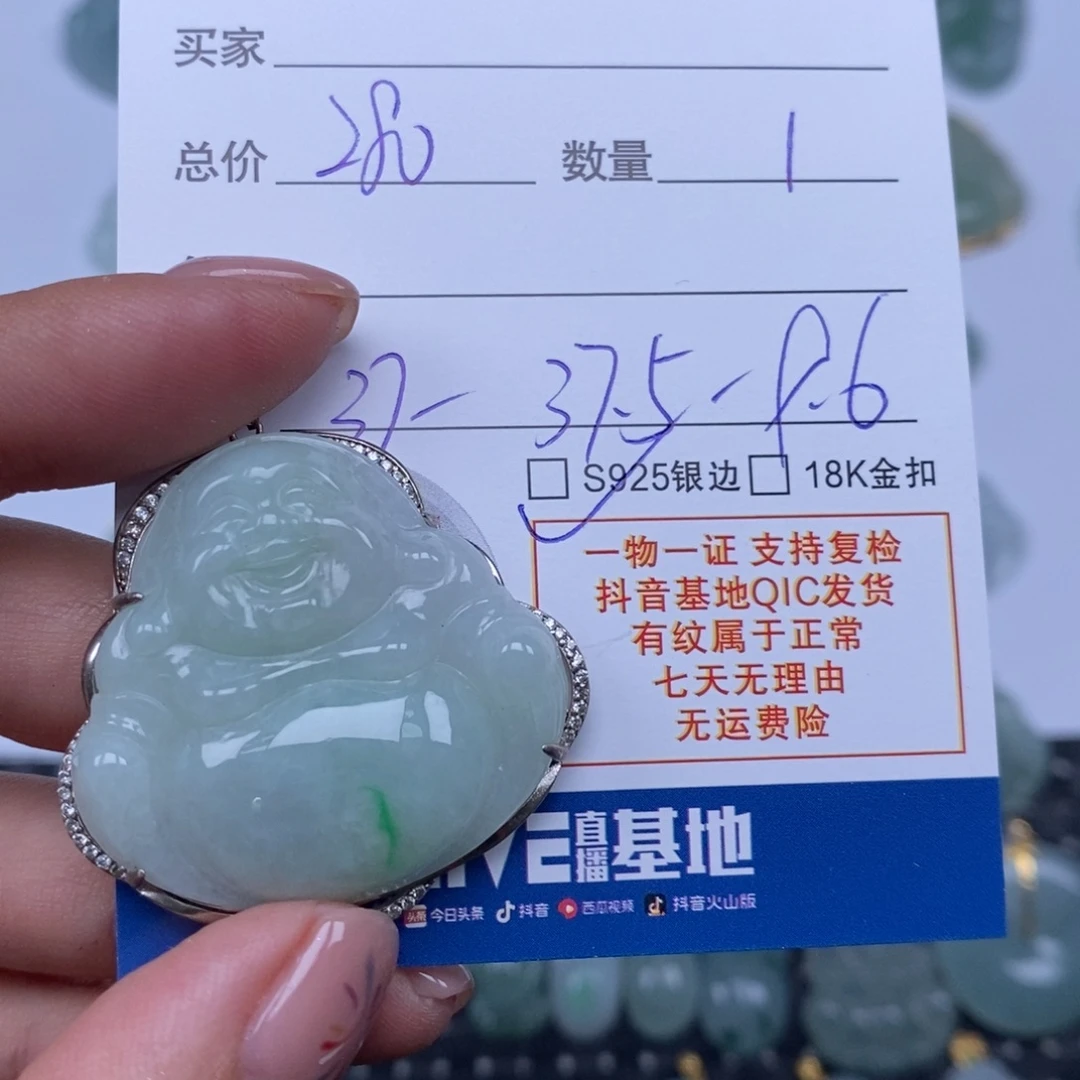 买家
总价 280 数量 1
37- 37.5-9.6
S925银边 18K金扣
一物一证 支持复检
抖音基地QIC发货
有纹属于正常
七天无理由
无运费险
直播基地
头条 今日头条 抖音 西瓜视频 抖音火山版